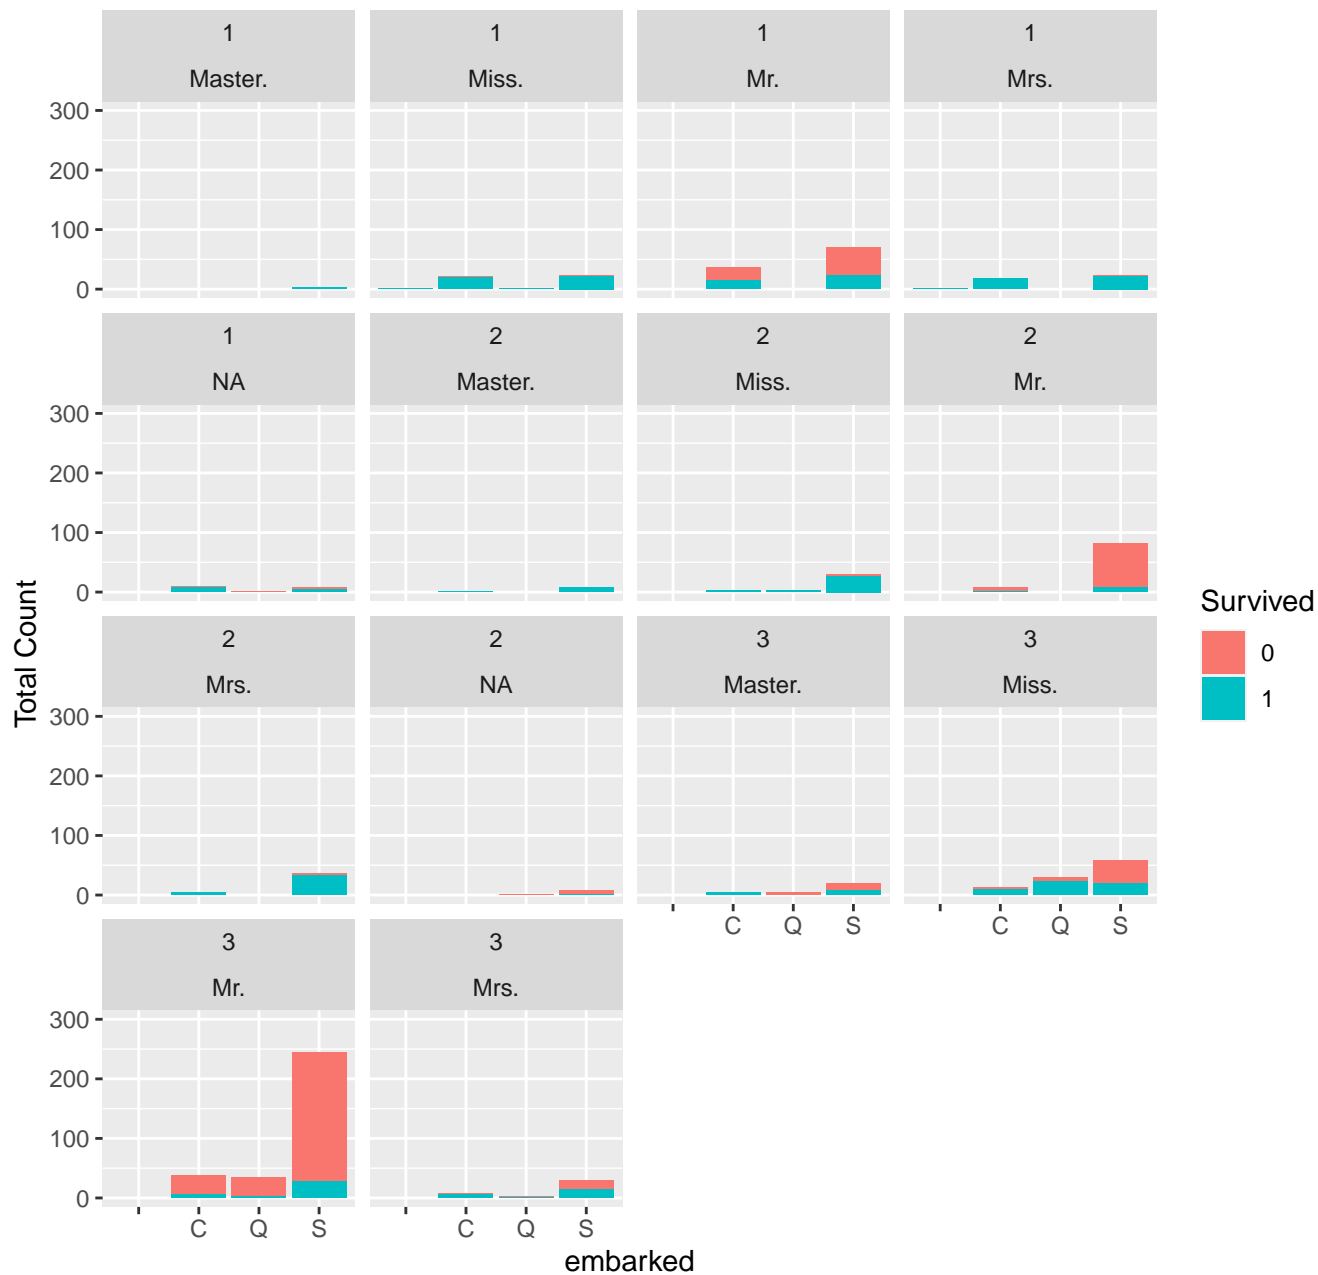 1 1 1 1
Master. Miss. Mr. Mrs.
300
200
100
0
1 2 2 2
NA Master. Miss. Mr.
300
200
100
0
2 2 3 3
Mrs. NA Master. Miss.
300
200
100
0
C Q S C Q S
3 3
Mr. Mrs.
300
200
100
0
C Q S C Q S
embarked
Total Count
Survived
0
1